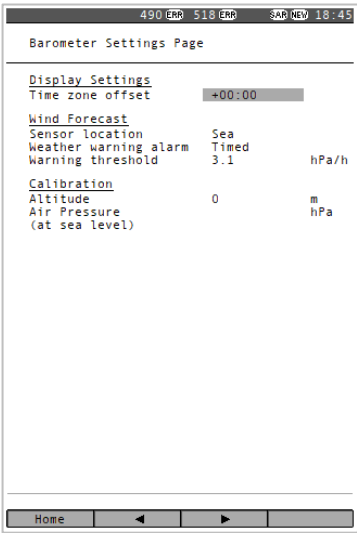 490 ERR 518 ERR SAR NEW 18:45
Barometer Settings Page
Display Settings
Time zone offset +00:00
Wind Forecast
Sensor location Sea
Weather warning alarm Timed
Warning threshold 3.1 hPa/h
Calibration
Altitude 0 m
Air Pressure hPa
(at sea level)
Home ◀ ▶